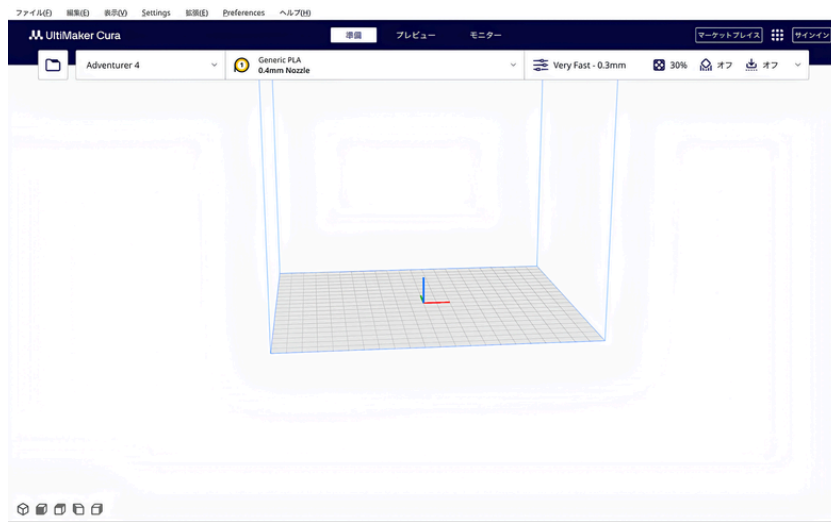 ファイル(F) 編集(E) 表示(V) Settings 拡張(E) Preferences ヘルプ(H)
UltiMaker Cura 準備 プレビュー モニター マーケットプレイス サインイン
Adventurer 4 1 Generic PLA Very Fast - 0.3mm 30% オフ オフ
0.4mm Nozzle